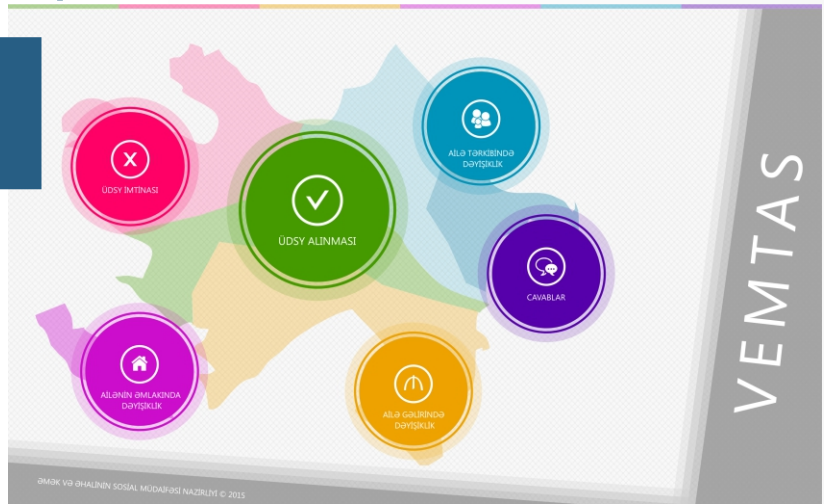 X
ÜDSY İMTİNASI
ÜDSY ALINMASI
AİLƏ TƏRKİBİNDƏ
DƏYİŞİKLİK
CAVABLAR
AİLƏNİN ƏMLAKINDA
DƏYİŞİKLİK
AİLƏ GƏLİRİNDƏ
DƏYİŞİKLİK
VEMTAS
ƏMƏK VƏ ƏHALİNİN SOSİAL MÜDAİFƏSİ NAZİRLİYİ © 2015